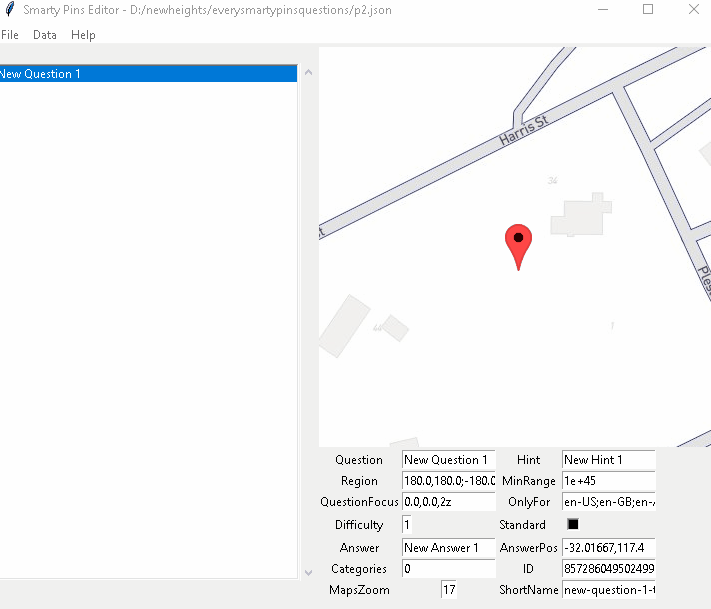 Smarty Pins Editor - D:/newheights/everysmartypinsquestions/p2.json
File Data Help
New Question 1
Harris St
34
st
44
1
Question New Question 1 Hint New Hint 1
Region 180.0,180.0;-180.0 MinRange 1e+45
QuestionFocus 0.0,0.0,2z OnlyFor en-US;en-GB;en-
Difficulty 1 Standard
Answer New Answer 1 AnswerPos -32.01667,117.4
Categories 0 ID 857286049502499
MapsZoom 17 ShortName new-question-1-